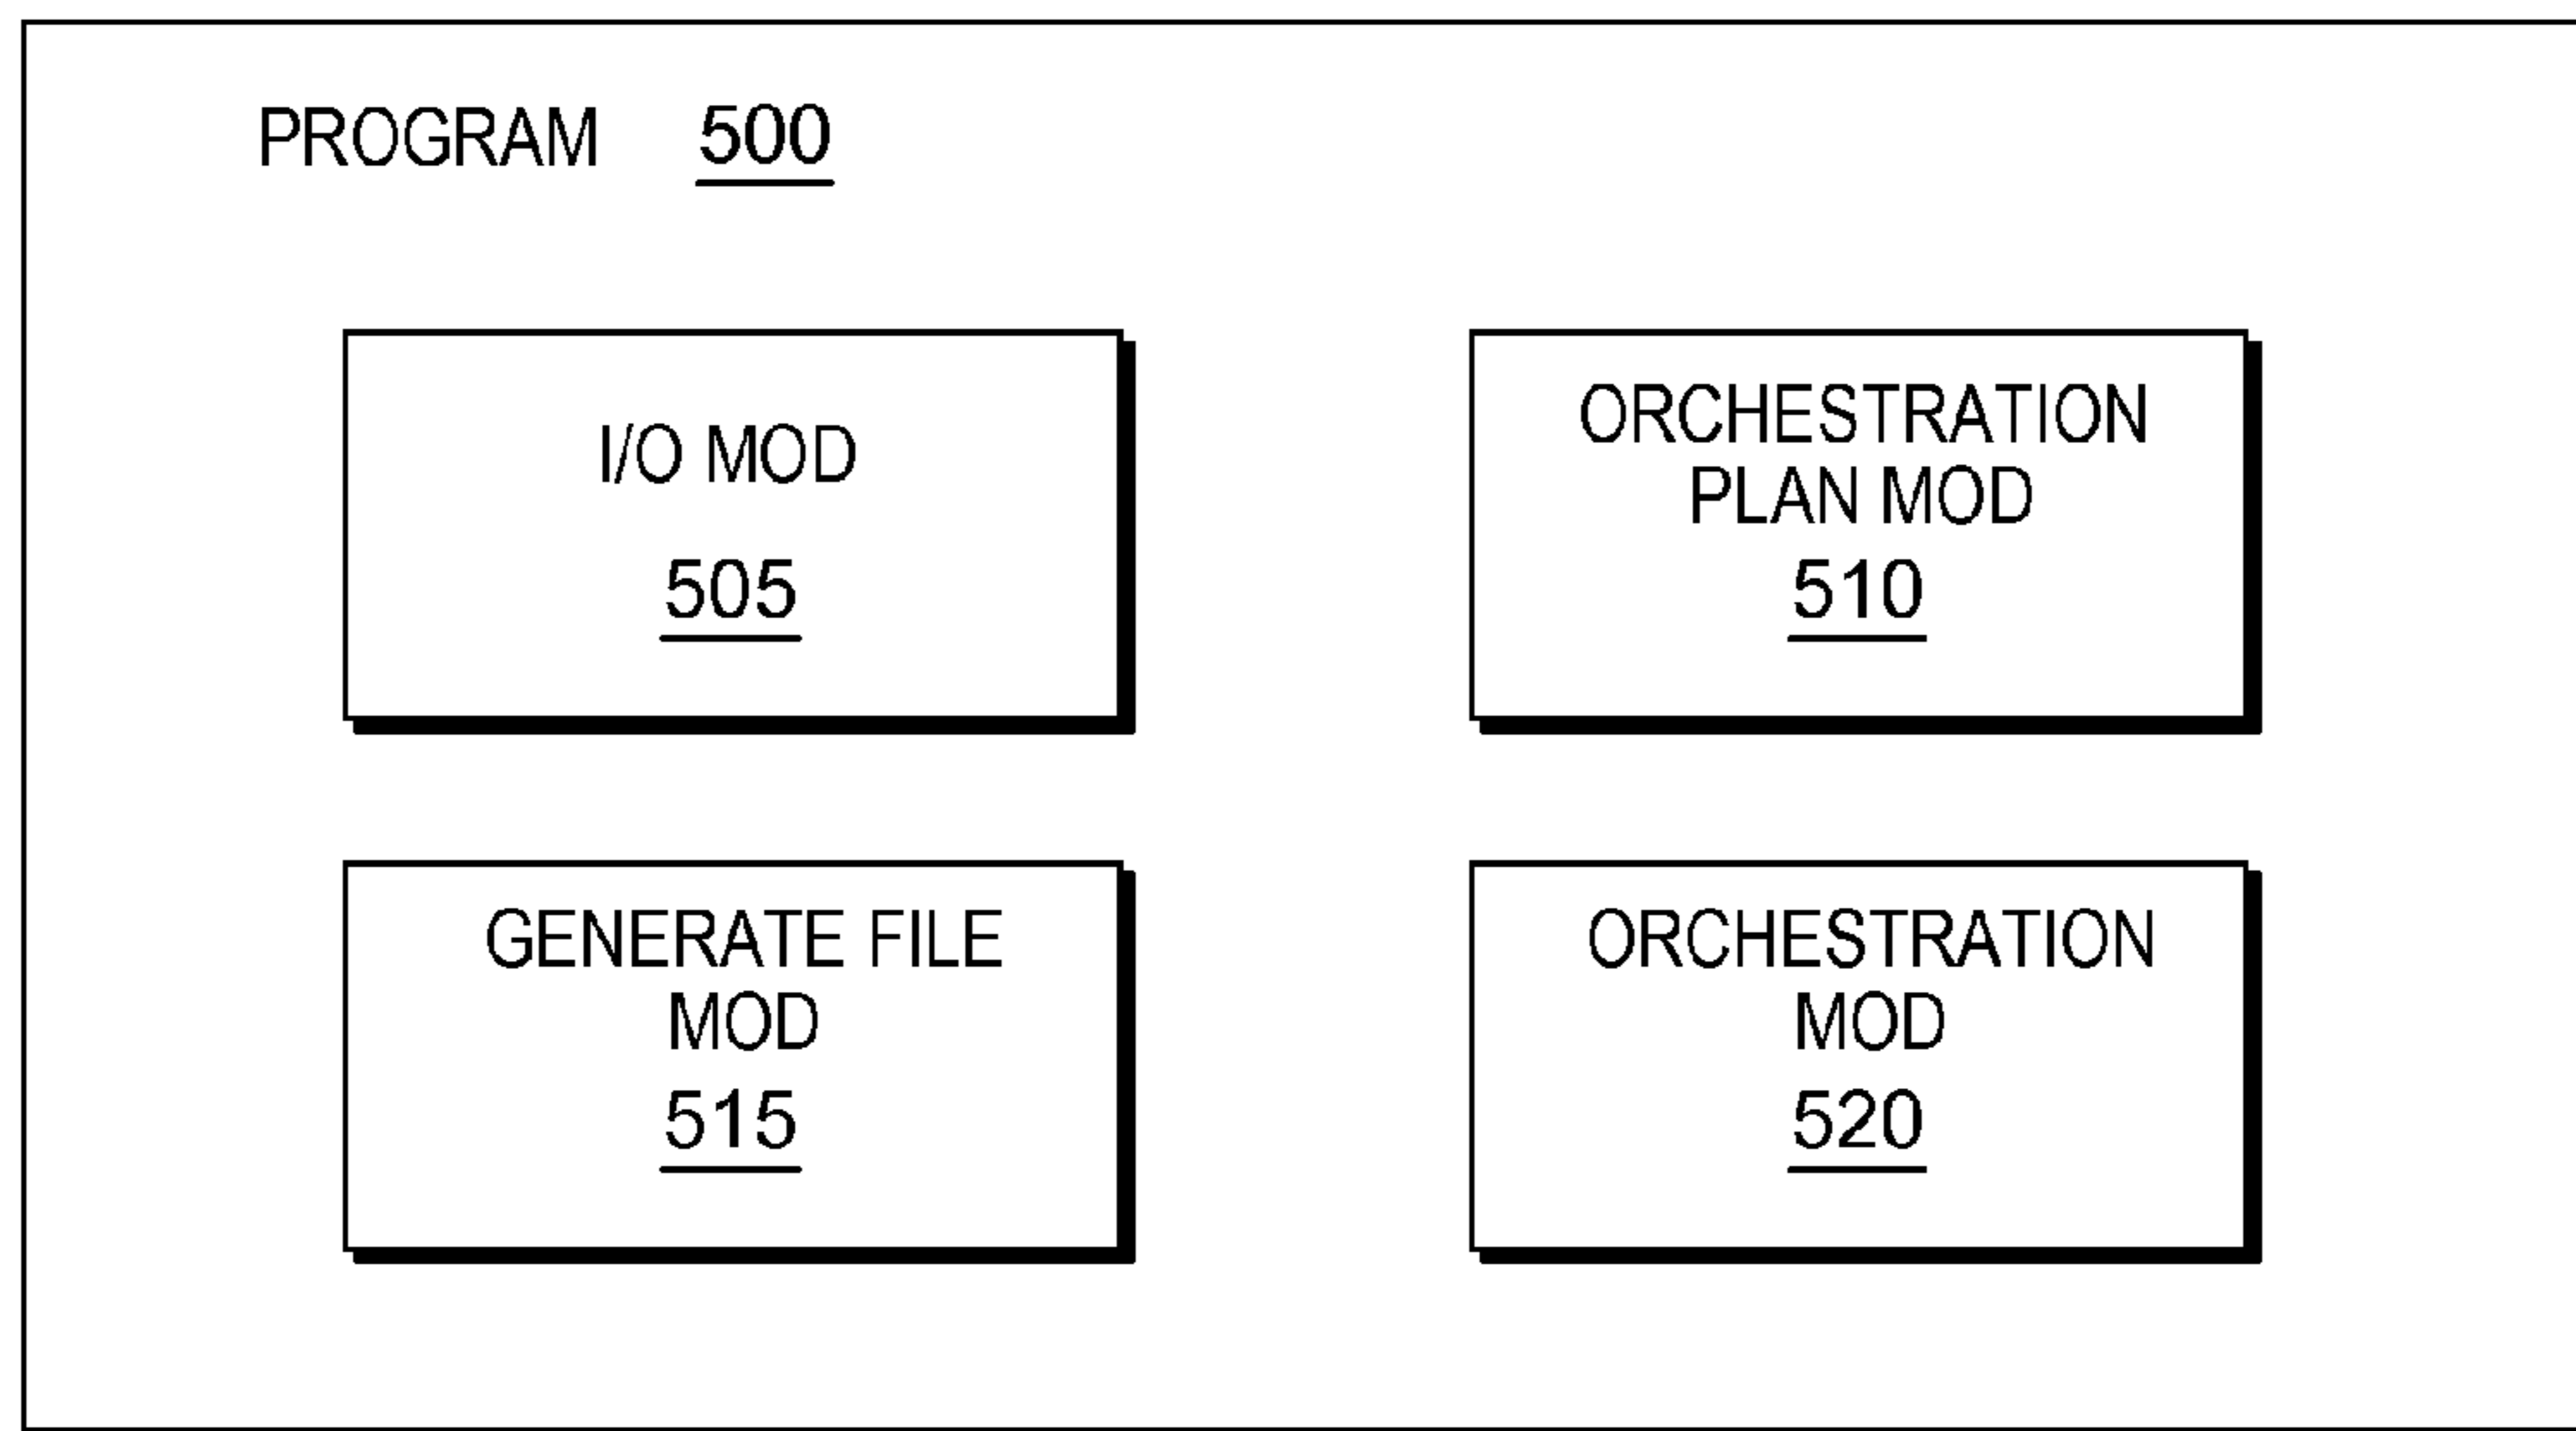 PROGRAM 500
I/O MOD
505
ORCHESTRATION
PLAN MOD
510
GENERATE FILE
MOD
515
ORCHESTRATION
MOD
520